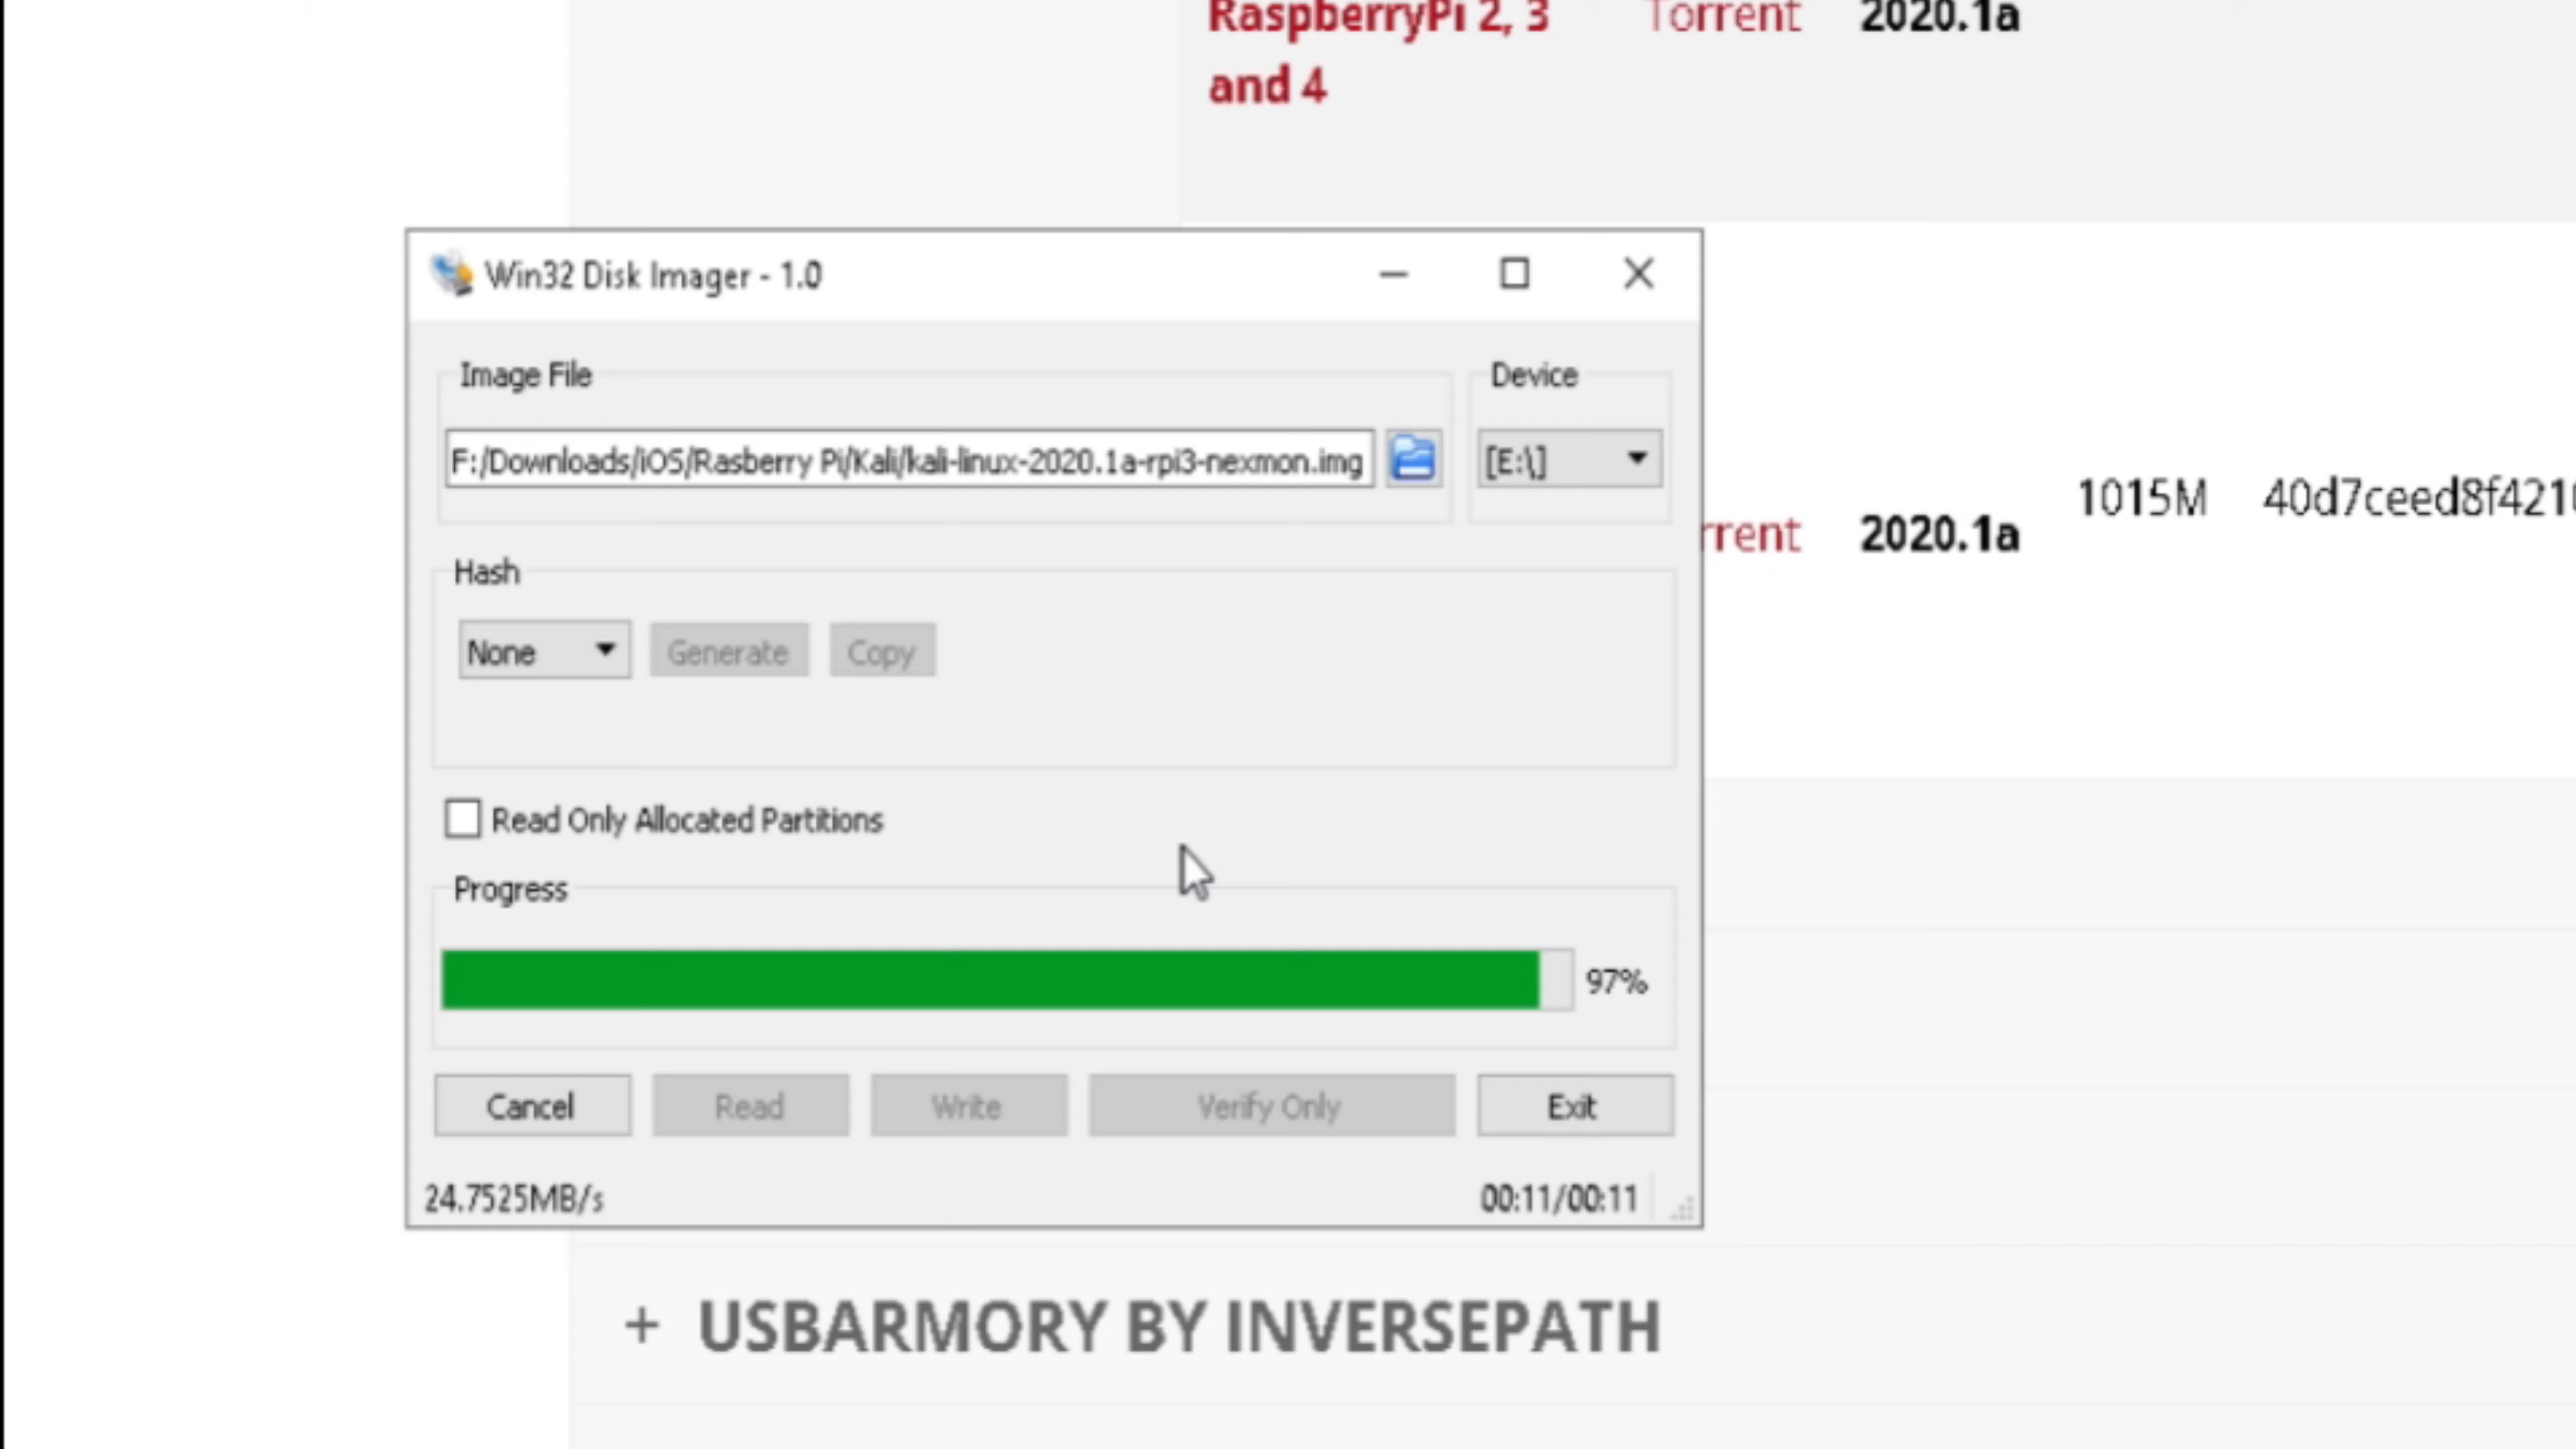 RaspberryPi 2, 3 Torrent 2020.1a
and 4
Win32 Disk Imager - 1.0
Image File Device
F:/Downloads/iOS/Rasberry Pi/Kali/kali-linux-2020.1a-rpi3-nexmon.img [E:\]
rrent 2020.1a 1015M 40d7ceed8f4210
Hash
None Generate Copy
Read Only Allocated Partitions
Progress
97%
Cancel Read Write Verify Only Exit
24.7525MB/s 00:11/00:11
+ USBARMORY BY INVERSEPATH